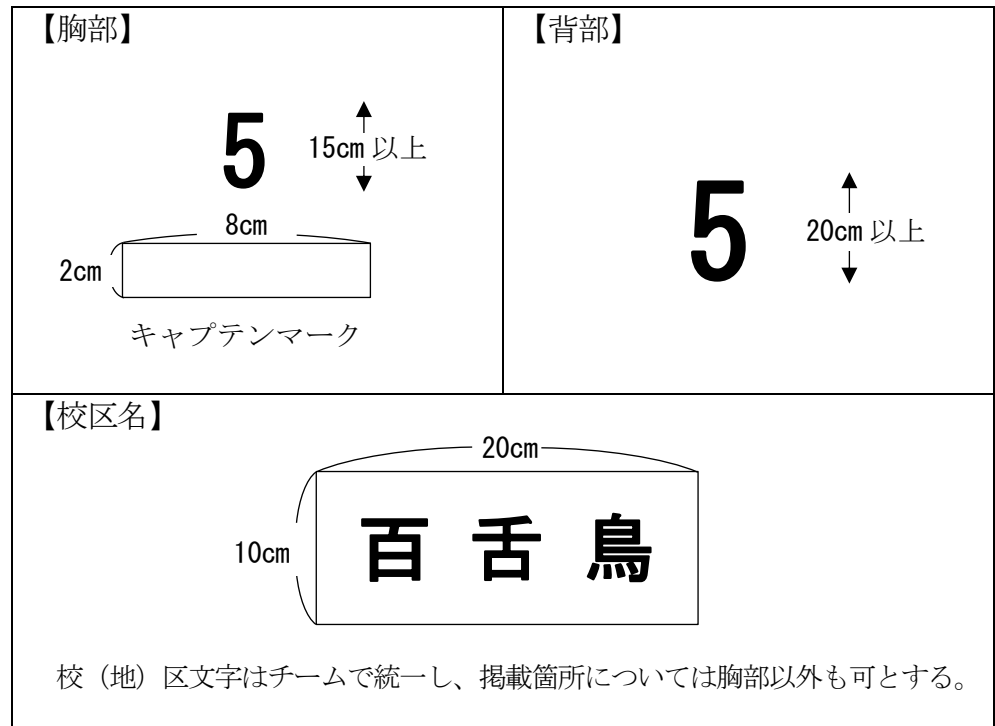 【胸部】
5
15cm 以上
8cm
2cm
キャプテンマーク
【背部】
5
20cm 以上
【校区名】
20cm
10cm
百 舌 鳥
校（地）区文字はチームで統一し、掲載箇所については胸部以外も可とする。